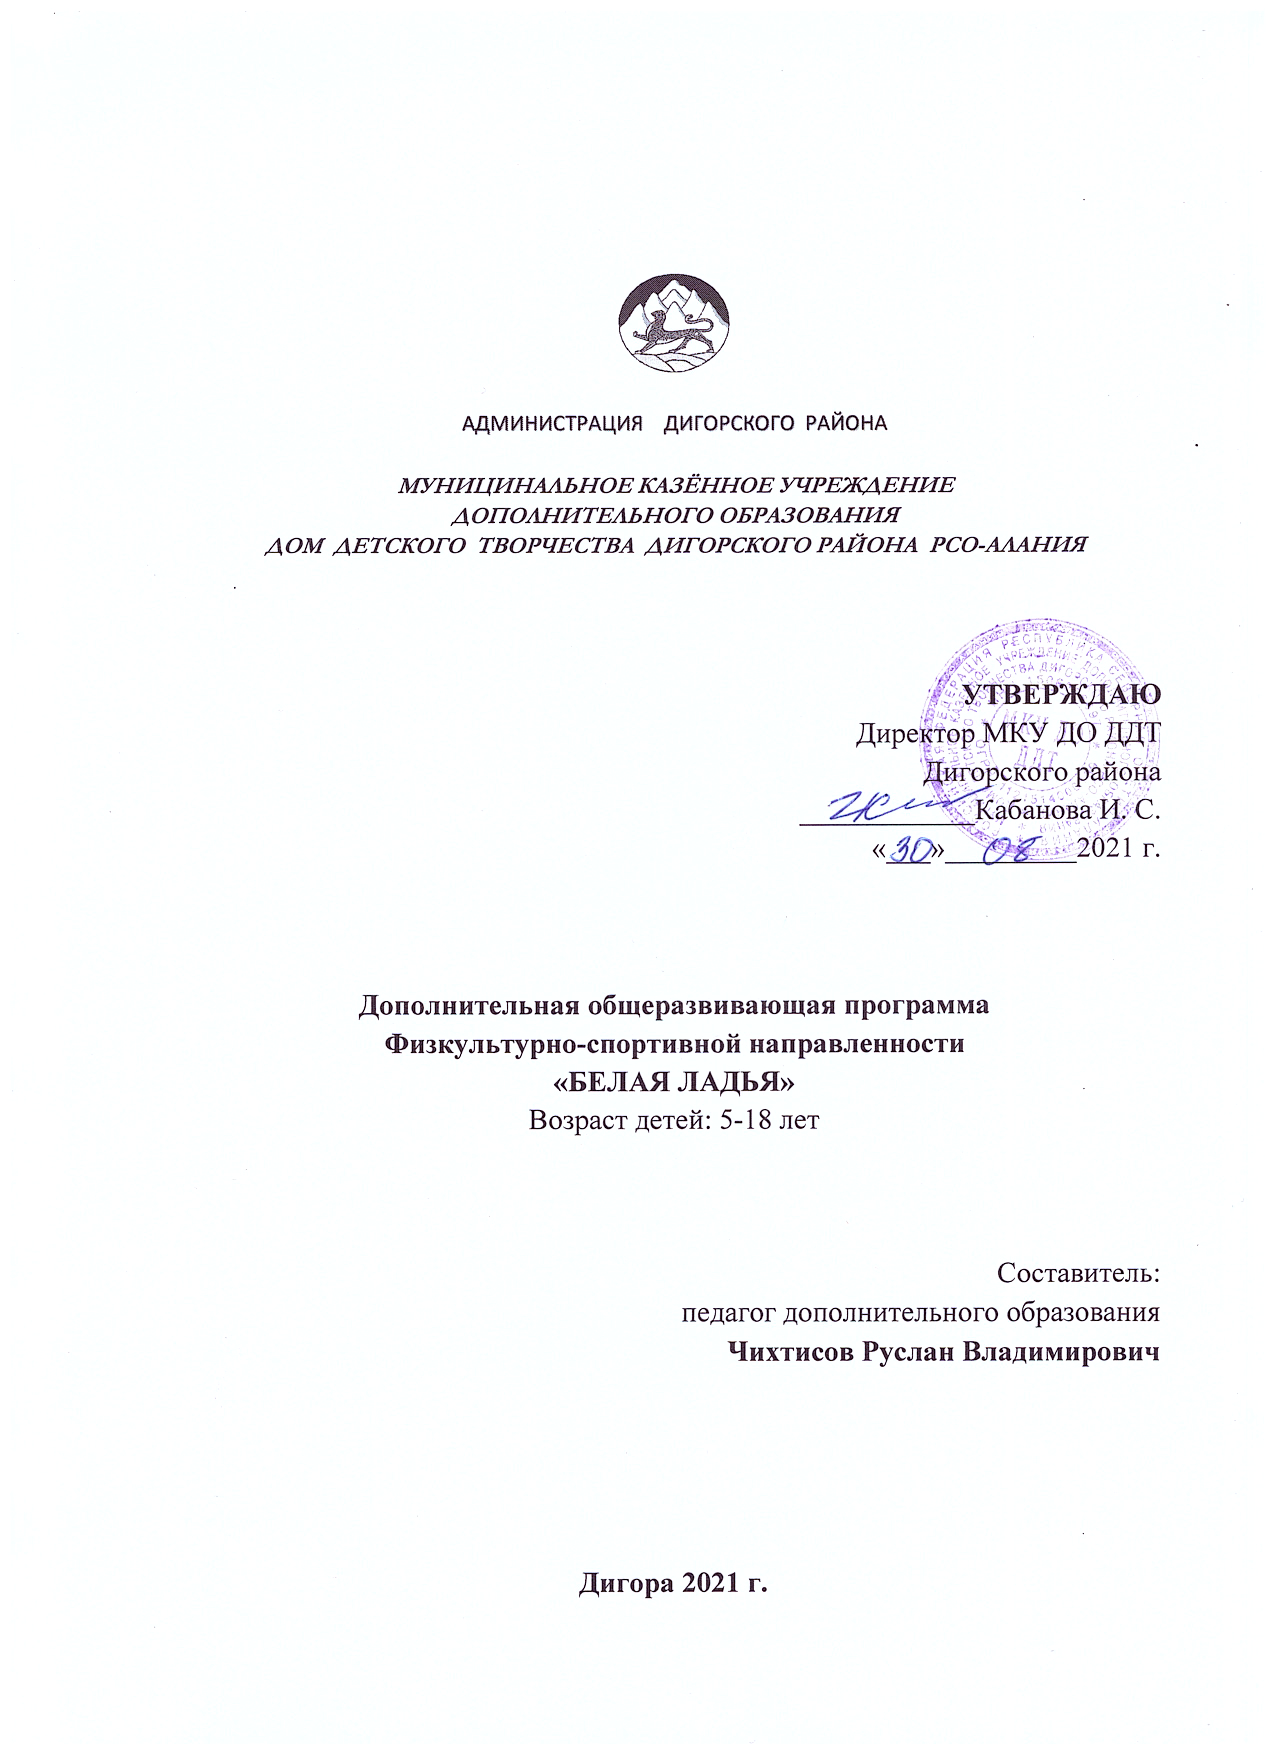 АДМИНИСТРАЦИЯ ДИГОРСКОГО РАЙОНА
МУНИЦИНАЛЬНОЕ КАЗЁННОЕ УЧРЕЖДЕНИЕ
ДОПОЛНИТЕЛЬНОГО ОБРАЗОВАНИЯ
ДОМ ДЕТСКОГО ТВОРЧЕСТВА ДИГОРСКОГО РАЙОНА РСО-АЛАНИЯ
УТВЕРЖДАЮ
Директор МКУ ДО ДДТ
Дигорского района
Кабанова И. С.
«30» 08 2021 г.
Дополнительная общеразвивающая программа
Физкультурно-спортивной направленности
«БЕЛАЯ ЛАДЬЯ»
Возраст детей: 5-18 лет
Составитель:
педагог дополнительного образования
Чихтисов Руслан Владимирович
Дигора 2021 г.